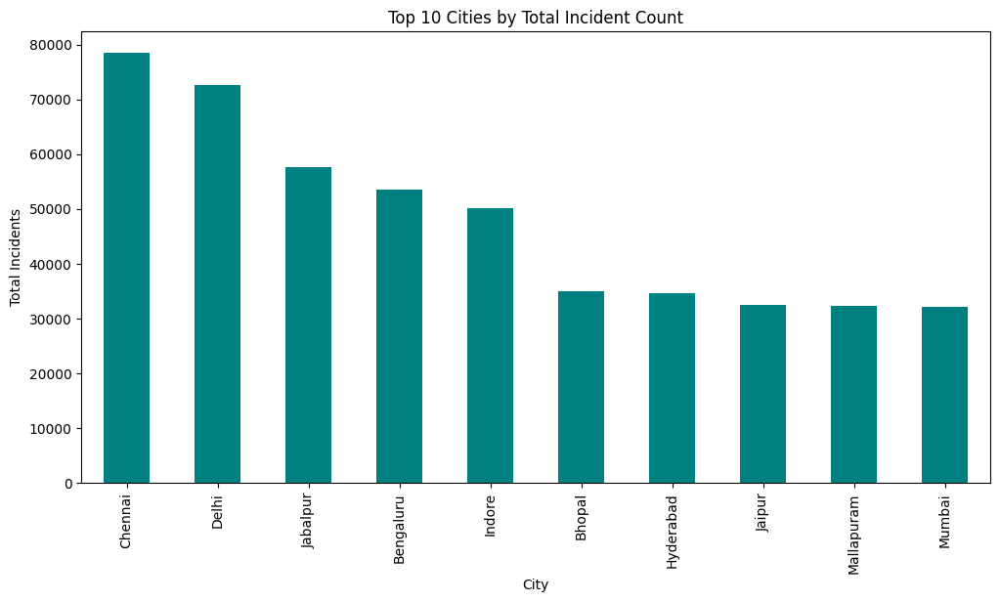 Top 10 Cities by Total Incident Count
Total Incidents
80000
70000
60000
50000
40000
30000
20000
10000
0
Chennai
Delhi
Jabalpur
Bengaluru
Indore
Bhopal
Hyderabad
Jaipur
Mallapuram
Mumbai
City